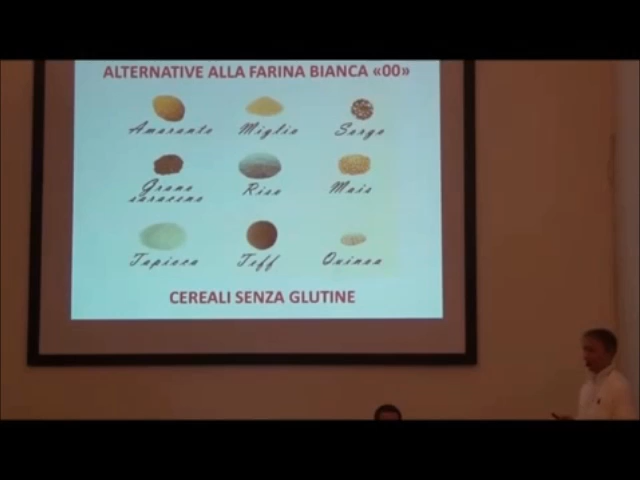 ALTERNATIVE ALLA FARINA BIANCA «00»
Amaranto Miglio Sorgo
Grano Riso Mais
saraceno
Tapioca Teff Quinoa
CEREALI SENZA GLUTINE